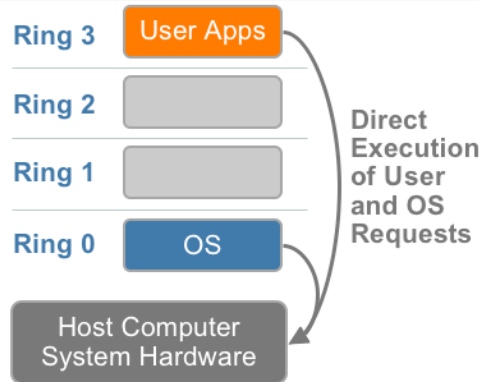 Ring 3
User Apps
Ring 2
Ring 1
Ring 0
OS
Direct
Execution
of User
and OS
Requests
Host Computer
System Hardware